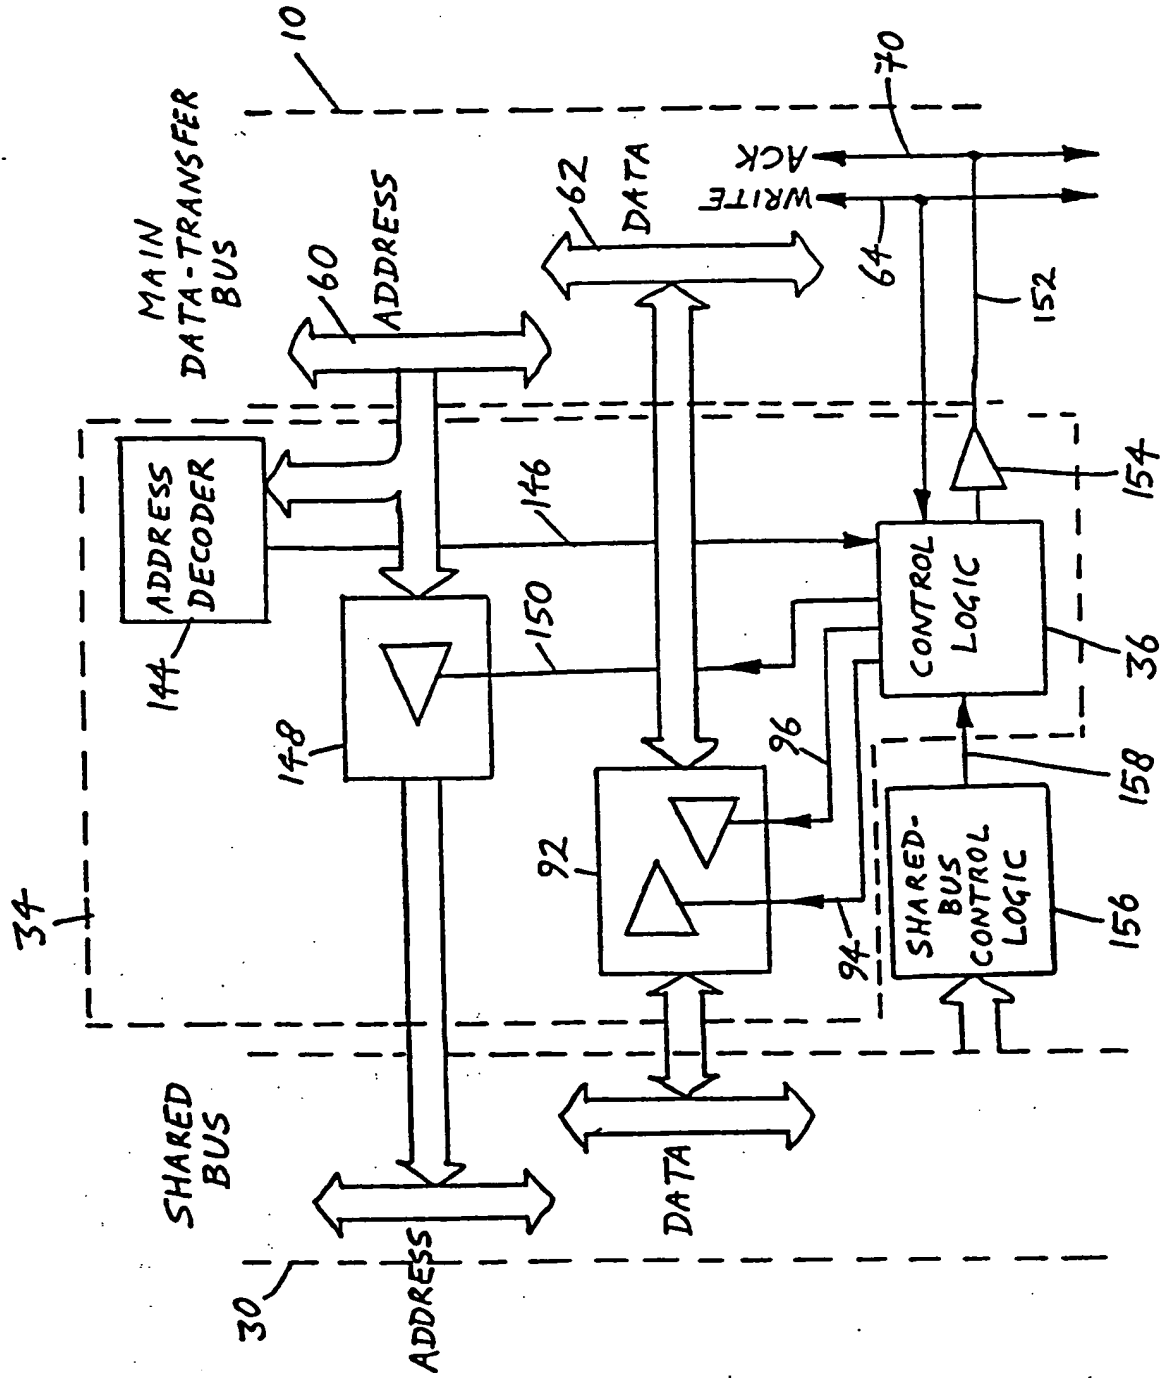 30
SHARED
BUS
ADDRESS
DATA
34
148
92
94
96
SHARED-
BUS
CONTROL
LOGIC
156
158
144
ADDRESS
DECODER
150
146
CONTROL
LOGIC
36
154
MAIN
DATA-TRANSFER
BUS
60
ADDRESS
62
DATA
64
WRITE
ACK
70
152
10